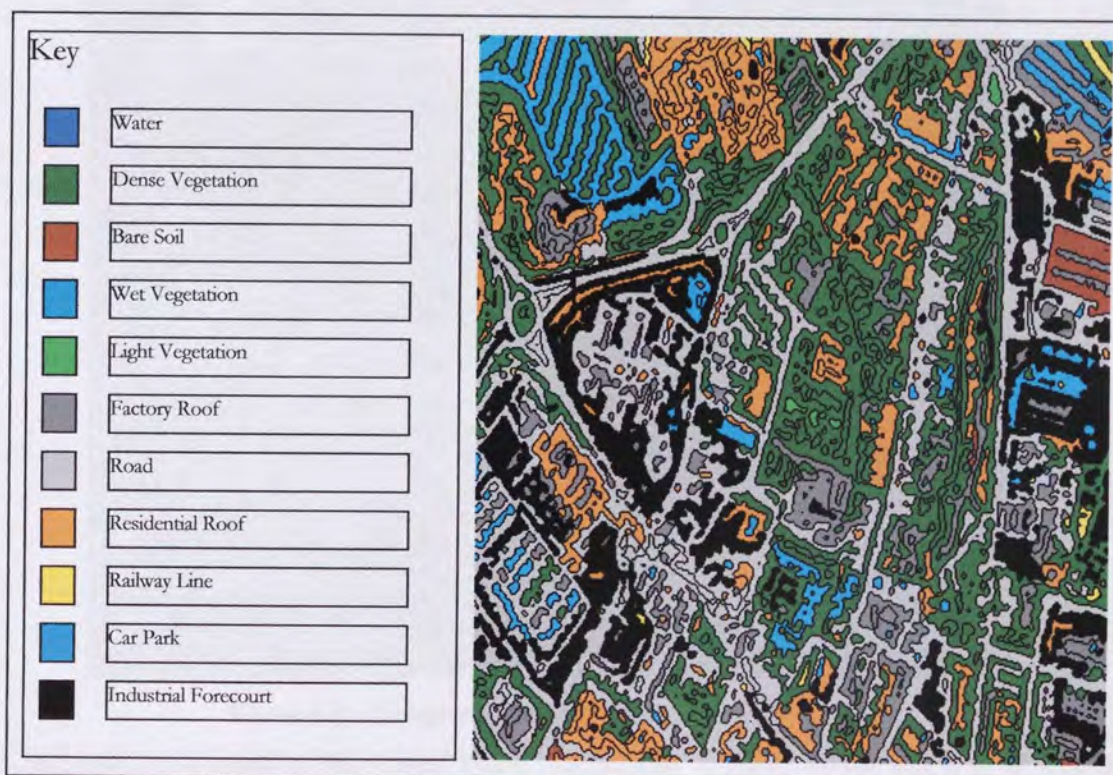 Key
Water
Dense Vegetation
Bare Soil
Wet Vegetation
Light Vegetation
Factory Roof
Road
Residential Roof
Railway Line
Car Park
Industrial Forecourt